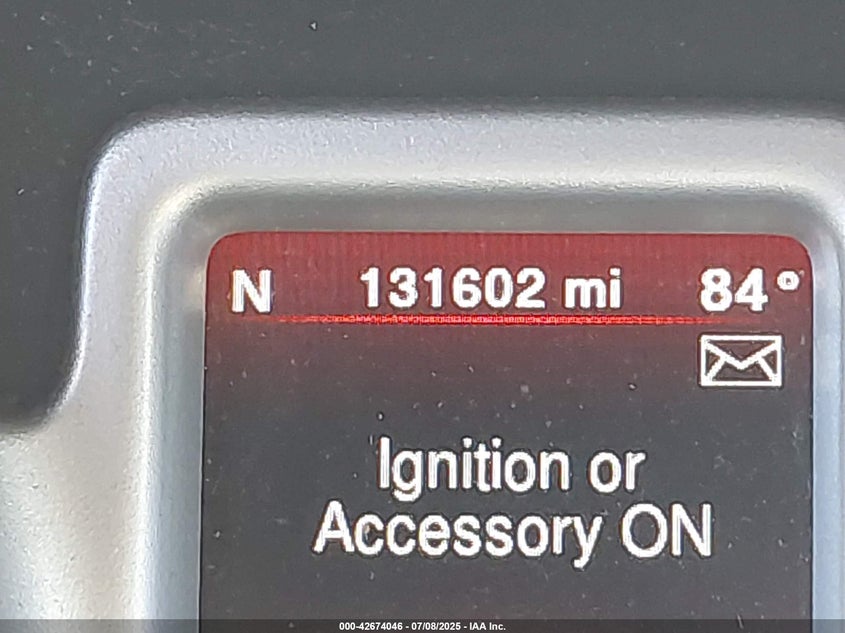 N 131602 mi 84°
Ignition or
Accessory ON
000-42674046 - 07/08/2025 - IAA Inc.